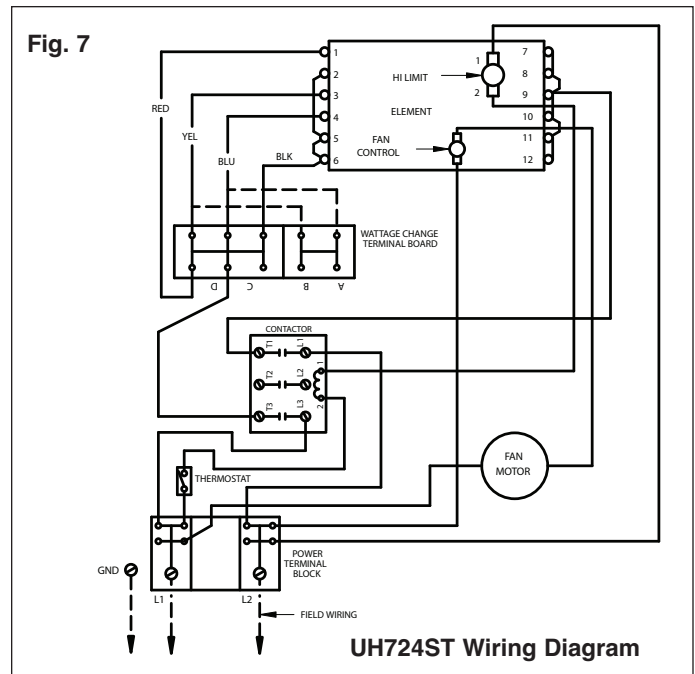 Fig. 7
1
2
3
4
5
6
7
8
9
10
11
12
1
HI LIMIT
2
ELEMENT
FAN
CONTROL
RED
YEL
BLU
BLK
WATTAGE CHANGE
TERMINAL BOARD
D
C
B
A
CONTACTOR
T1
L1
T2
L2
T3
L3
1
2
THERMOSTAT
FAN
MOTOR
POWER
TERMINAL
BLOCK
GND
L1
L2
FIELD WIRING
UH724ST Wiring Diagram